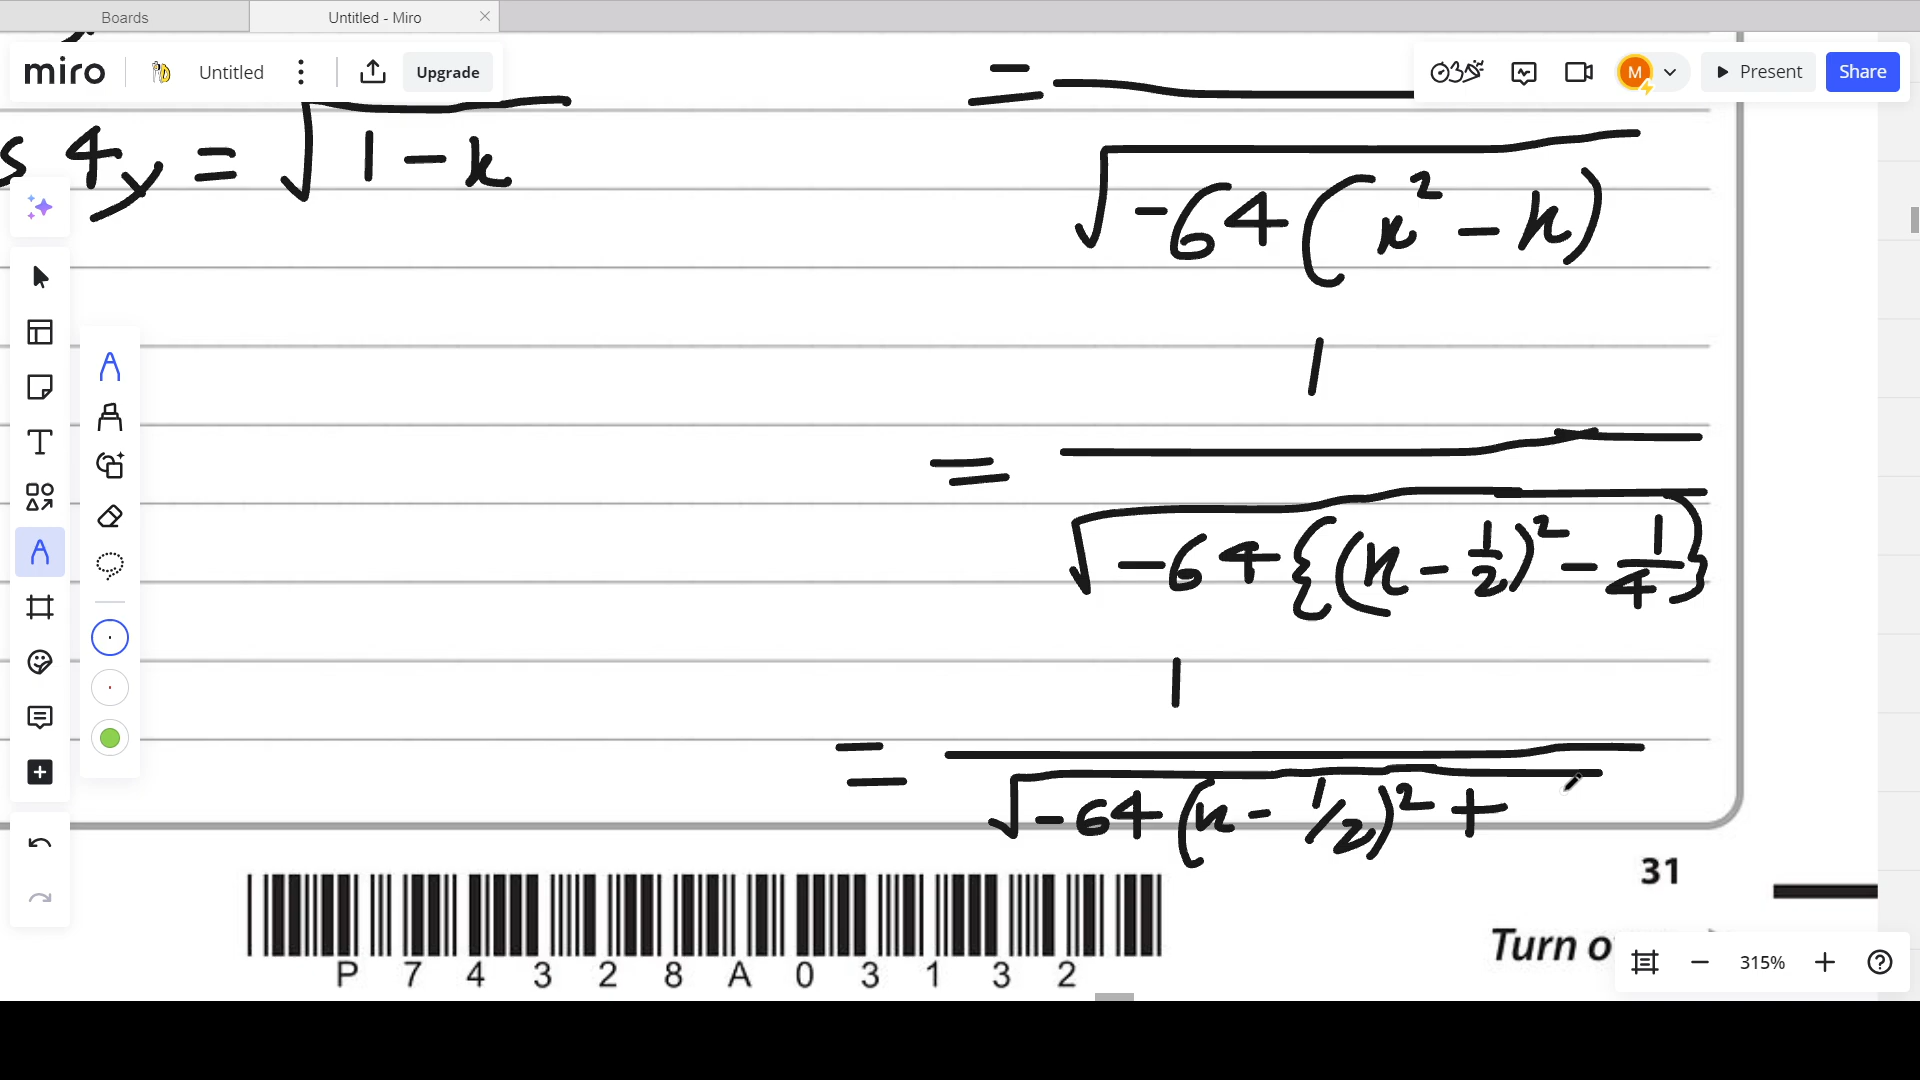 Boards
Untitled - Miro
miro Untitled Upgrade
M Present Share
s 4y = √(1 - x)
=
√(-64(x² - x))
1
=
√(-64{(x - 1/2)² - 1/4})
1
=
√(-64(x - 1/2)² +
31
P 7 4 3 2 8 A 0 3 1 3 2
Turn o
315%